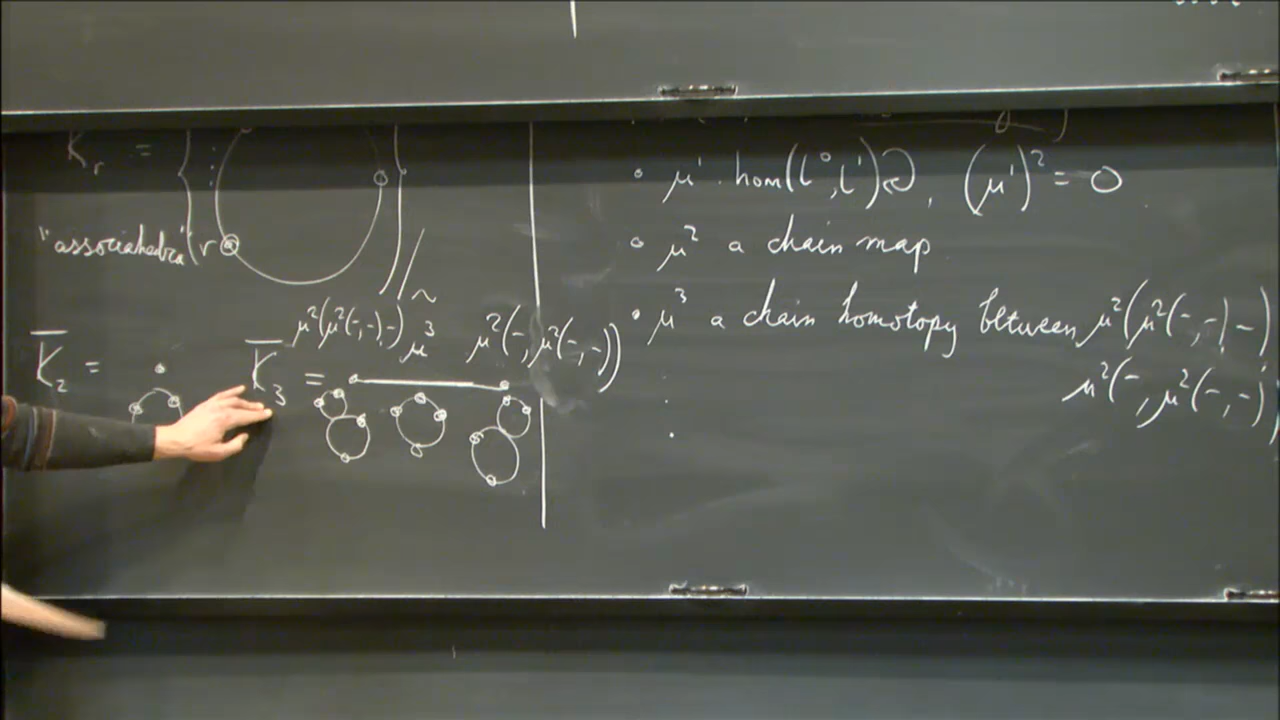 K_r =
"associahedra" r
~
K̅_2 = ·
K̅_3 =
μ²(μ²(-,-)-) μ³ μ²(-,μ²(-,-))
• μ¹ · hom(L⁰,L¹)↺, (μ¹)² = 0
• μ² a chain map
• μ³ a chain homotopy between μ²(μ²(-,-)-)
μ²(-,μ²(-,-)